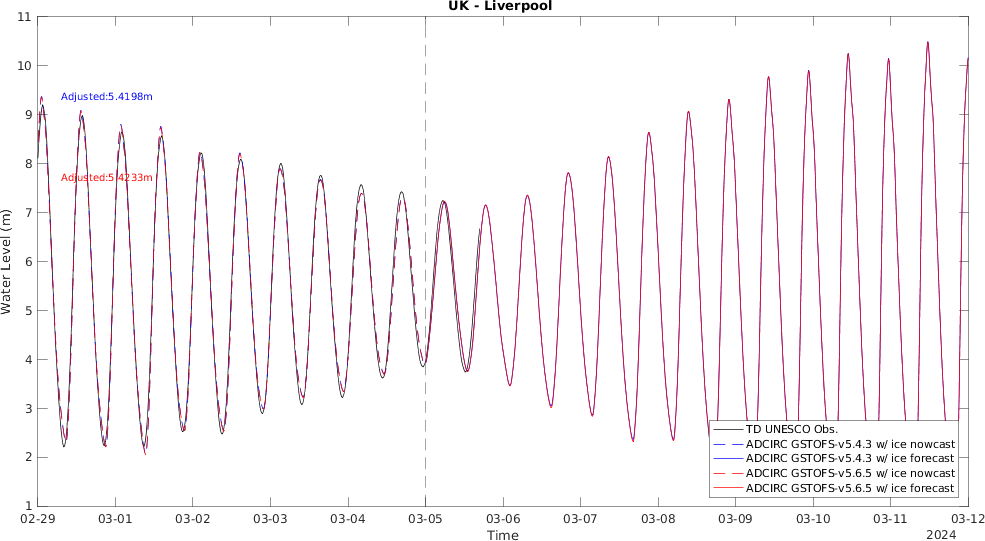 UK - Liverpool
11
10
9
8
7
6
5
4
3
2
1
Water Level (m)
Adjusted:5.4198m
Adjusted:5.4233m
TD UNESCO Obs.
ADCIRC GSTOFS-v5.4.3 w/ ice nowcast
ADCIRC GSTOFS-v5.4.3 w/ ice forecast
ADCIRC GSTOFS-v5.6.5 w/ ice nowcast
ADCIRC GSTOFS-v5.6.5 w/ ice forecast
02-29 03-01 03-02 03-03 03-04 03-05 03-06 03-07 03-08 03-09 03-10 03-11 03-12
Time
2024